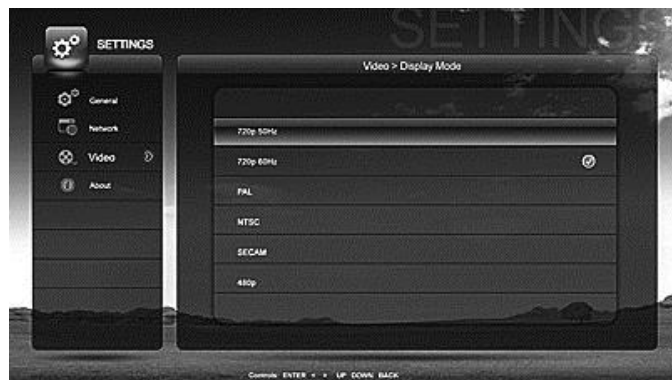 SETTINGS
SETTINGS
Video > Display Mode
General
Network
Video
About
720p 50Hz
720p 60Hz
PAL
NTSC
SECAM
480p
Controls: ENTER < > UP DOWN BACK